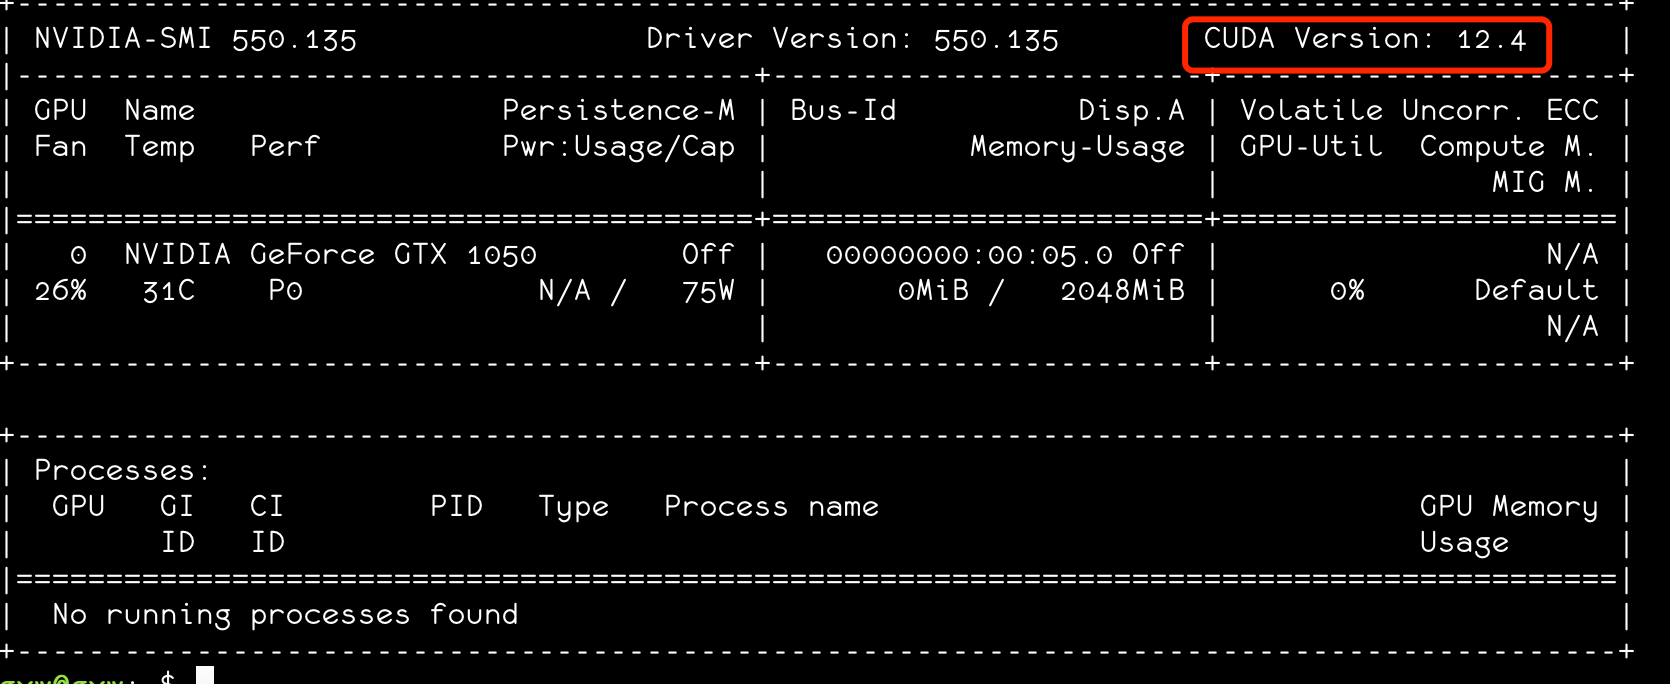 NVIDIA-SMI 550.135 Driver Version: 550.135 CUDA Version: 12.4
GPU Name Persistence-M | Bus-Id Disp.A | Volatile Uncorr. ECC
Fan Temp Perf Pwr:Usage/Cap | Memory-Usage | GPU-Util Compute M.
MIG M.
0 NVIDIA GeForce GTX 1050 Off | 00000000:00:05.0 Off | N/A
26% 31C P0 N/A / 75W | 0MiB / 2048MiB | 0% Default
N/A
Processes:
GPU GI CI PID Type Process name GPU Memory
ID ID Usage
No running processes found
$